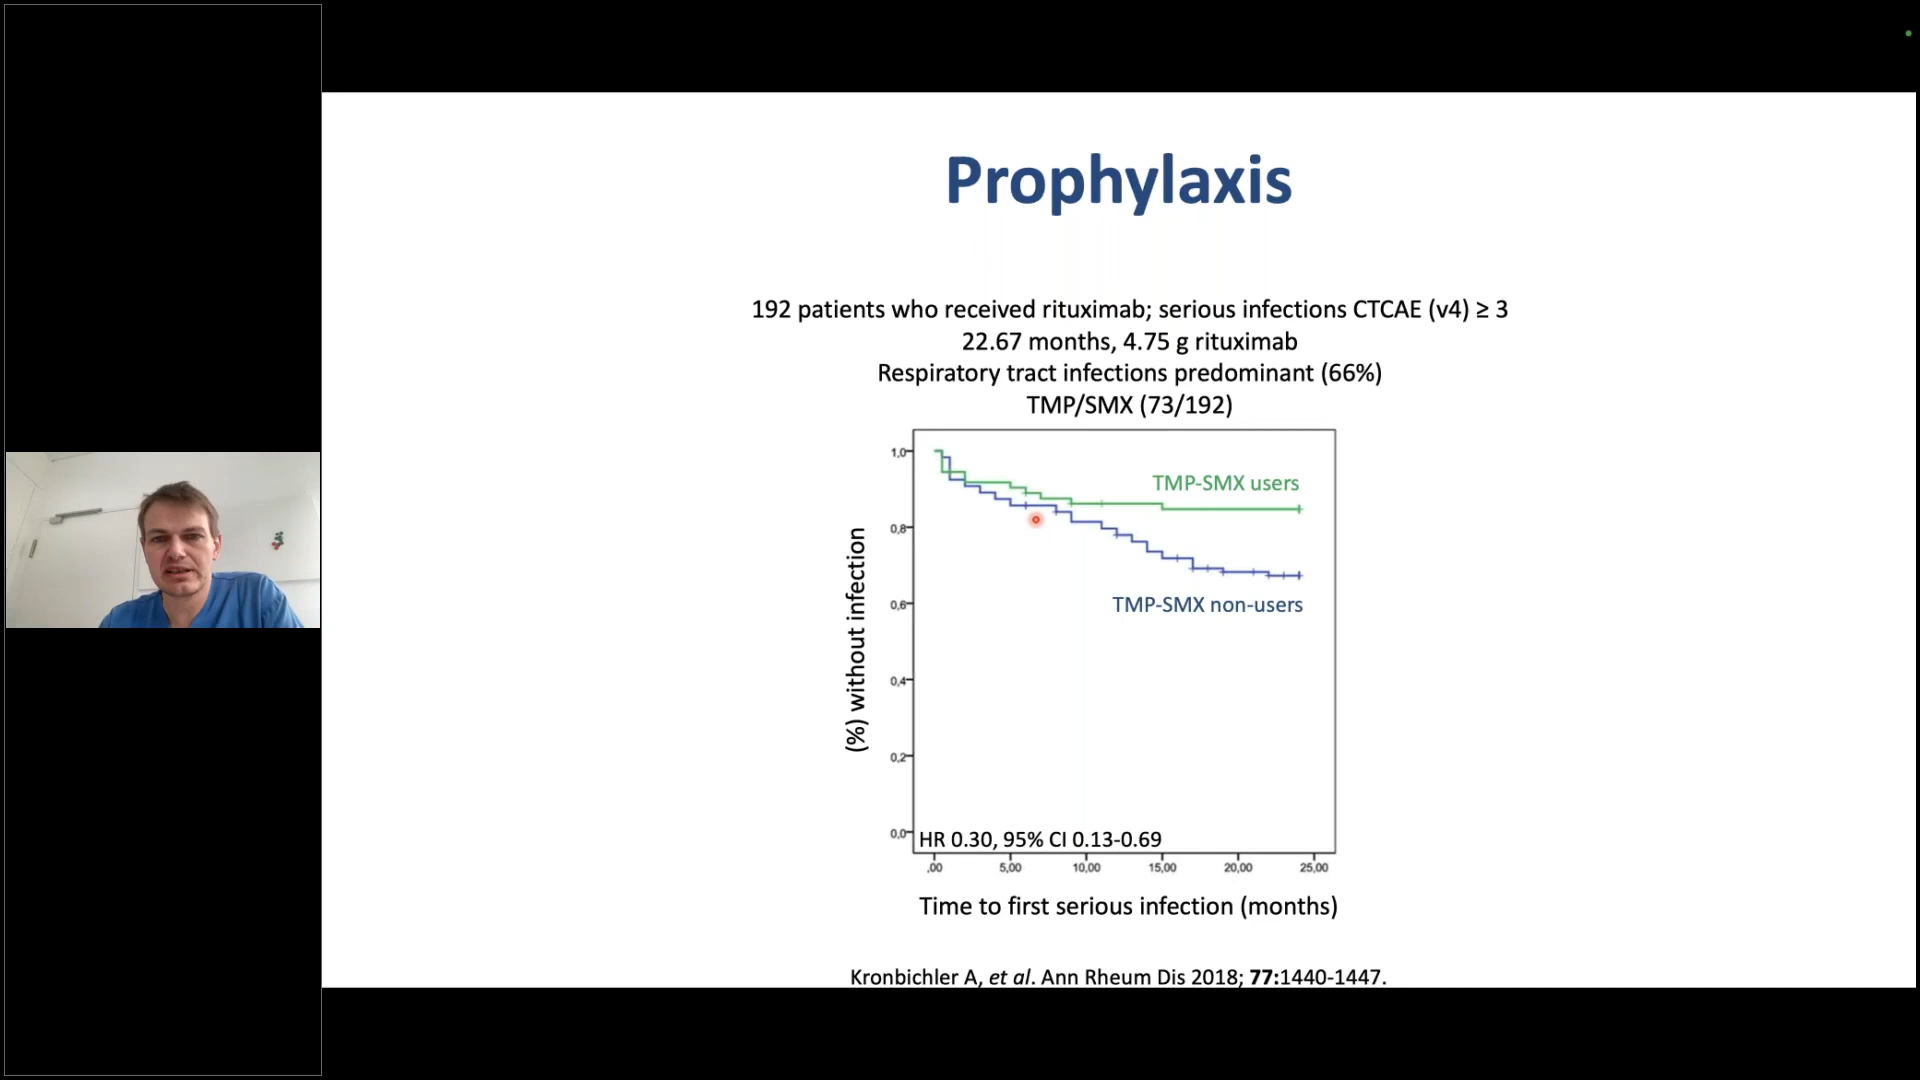 Prophylaxis
192 patients who received rituximab; serious infections CTCAE (v4) ≥ 3
22.67 months, 4.75 g rituximab
Respiratory tract infections predominant (66%)
TMP/SMX (73/192)
1,0
TMP-SMX users
0,8
TMP-SMX non-users
0,6
(%) without infection
0,4
0,2
0,0
HR 0.30, 95% CI 0.13-0.69
,00 5,00 10,00 15,00 20,00 25,00
Time to first serious infection (months)
Kronbichler A, et al. Ann Rheum Dis 2018; 77:1440-1447.